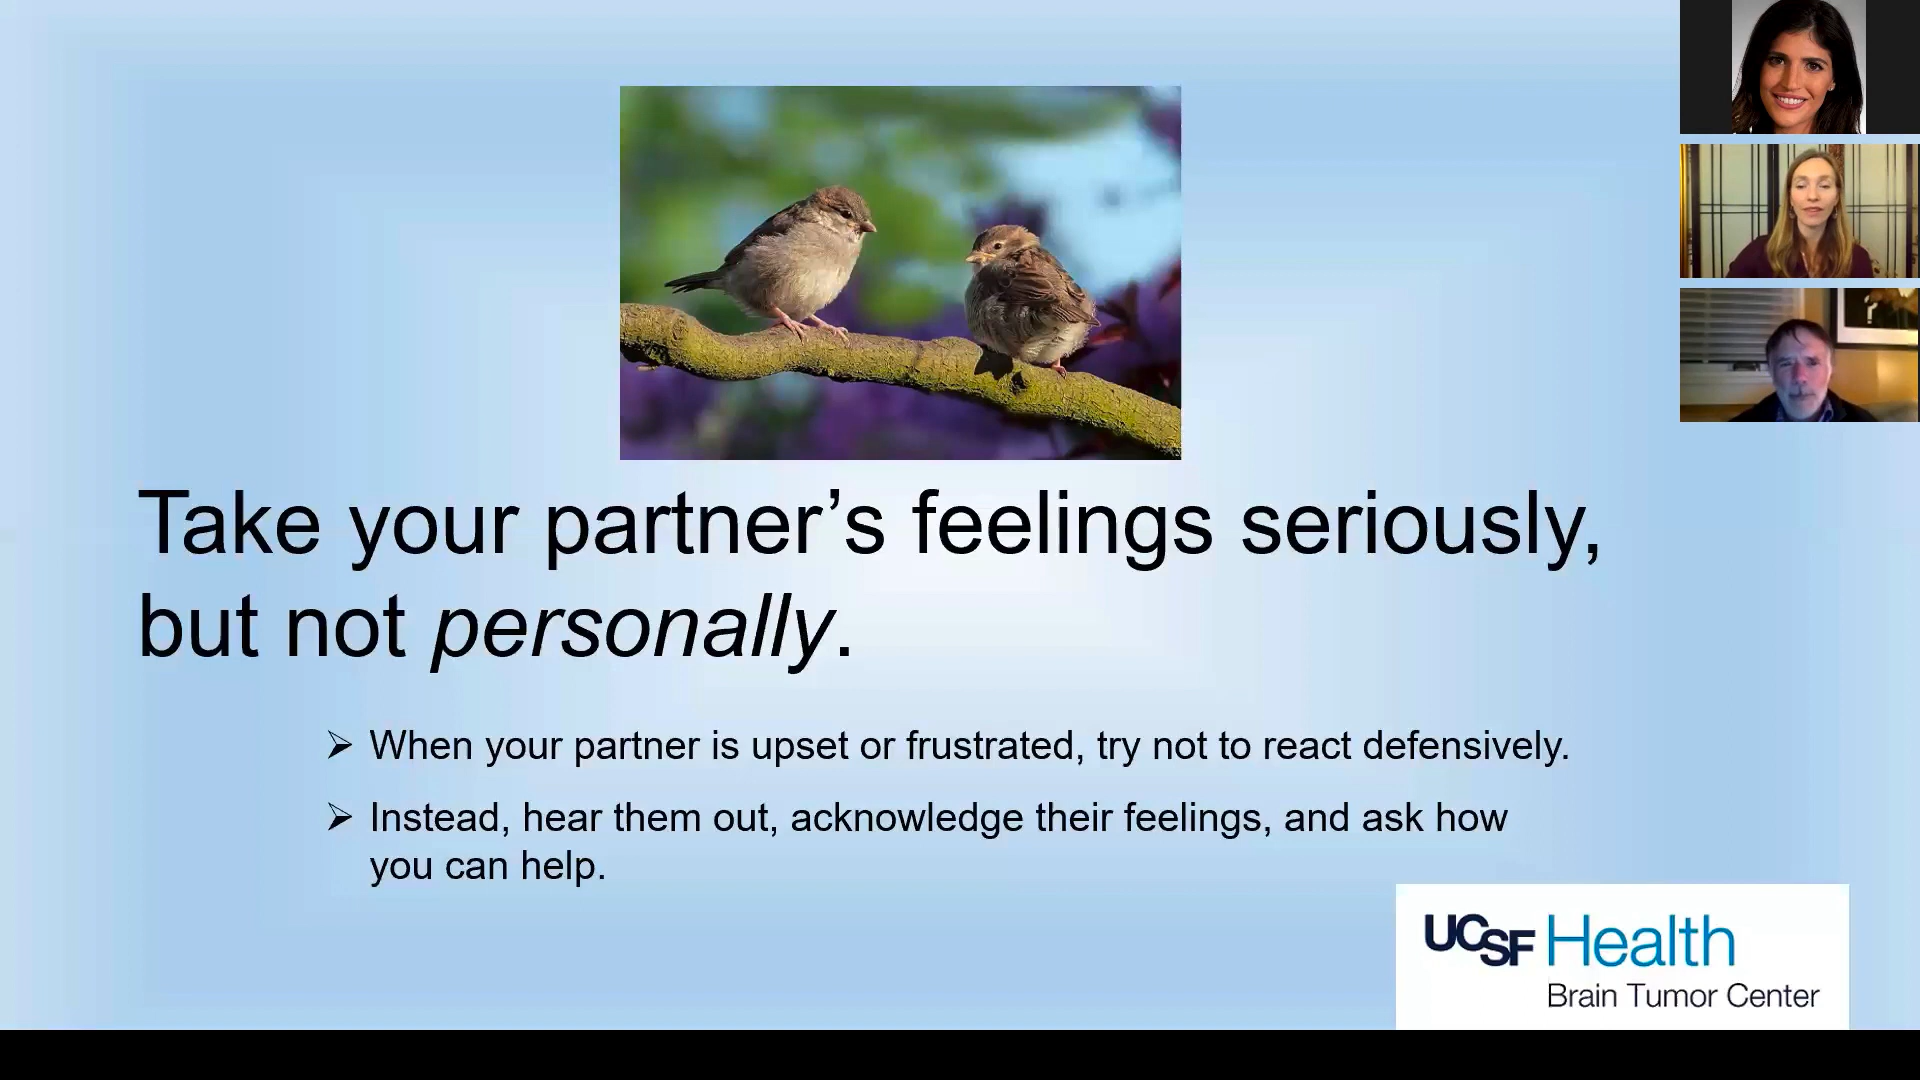 Take your partner’s feelings seriously,
but not personally.
➢ When your partner is upset or frustrated, try not to react defensively.
➢ Instead, hear them out, acknowledge their feelings, and ask how
you can help.
UCSF Health
Brain Tumor Center